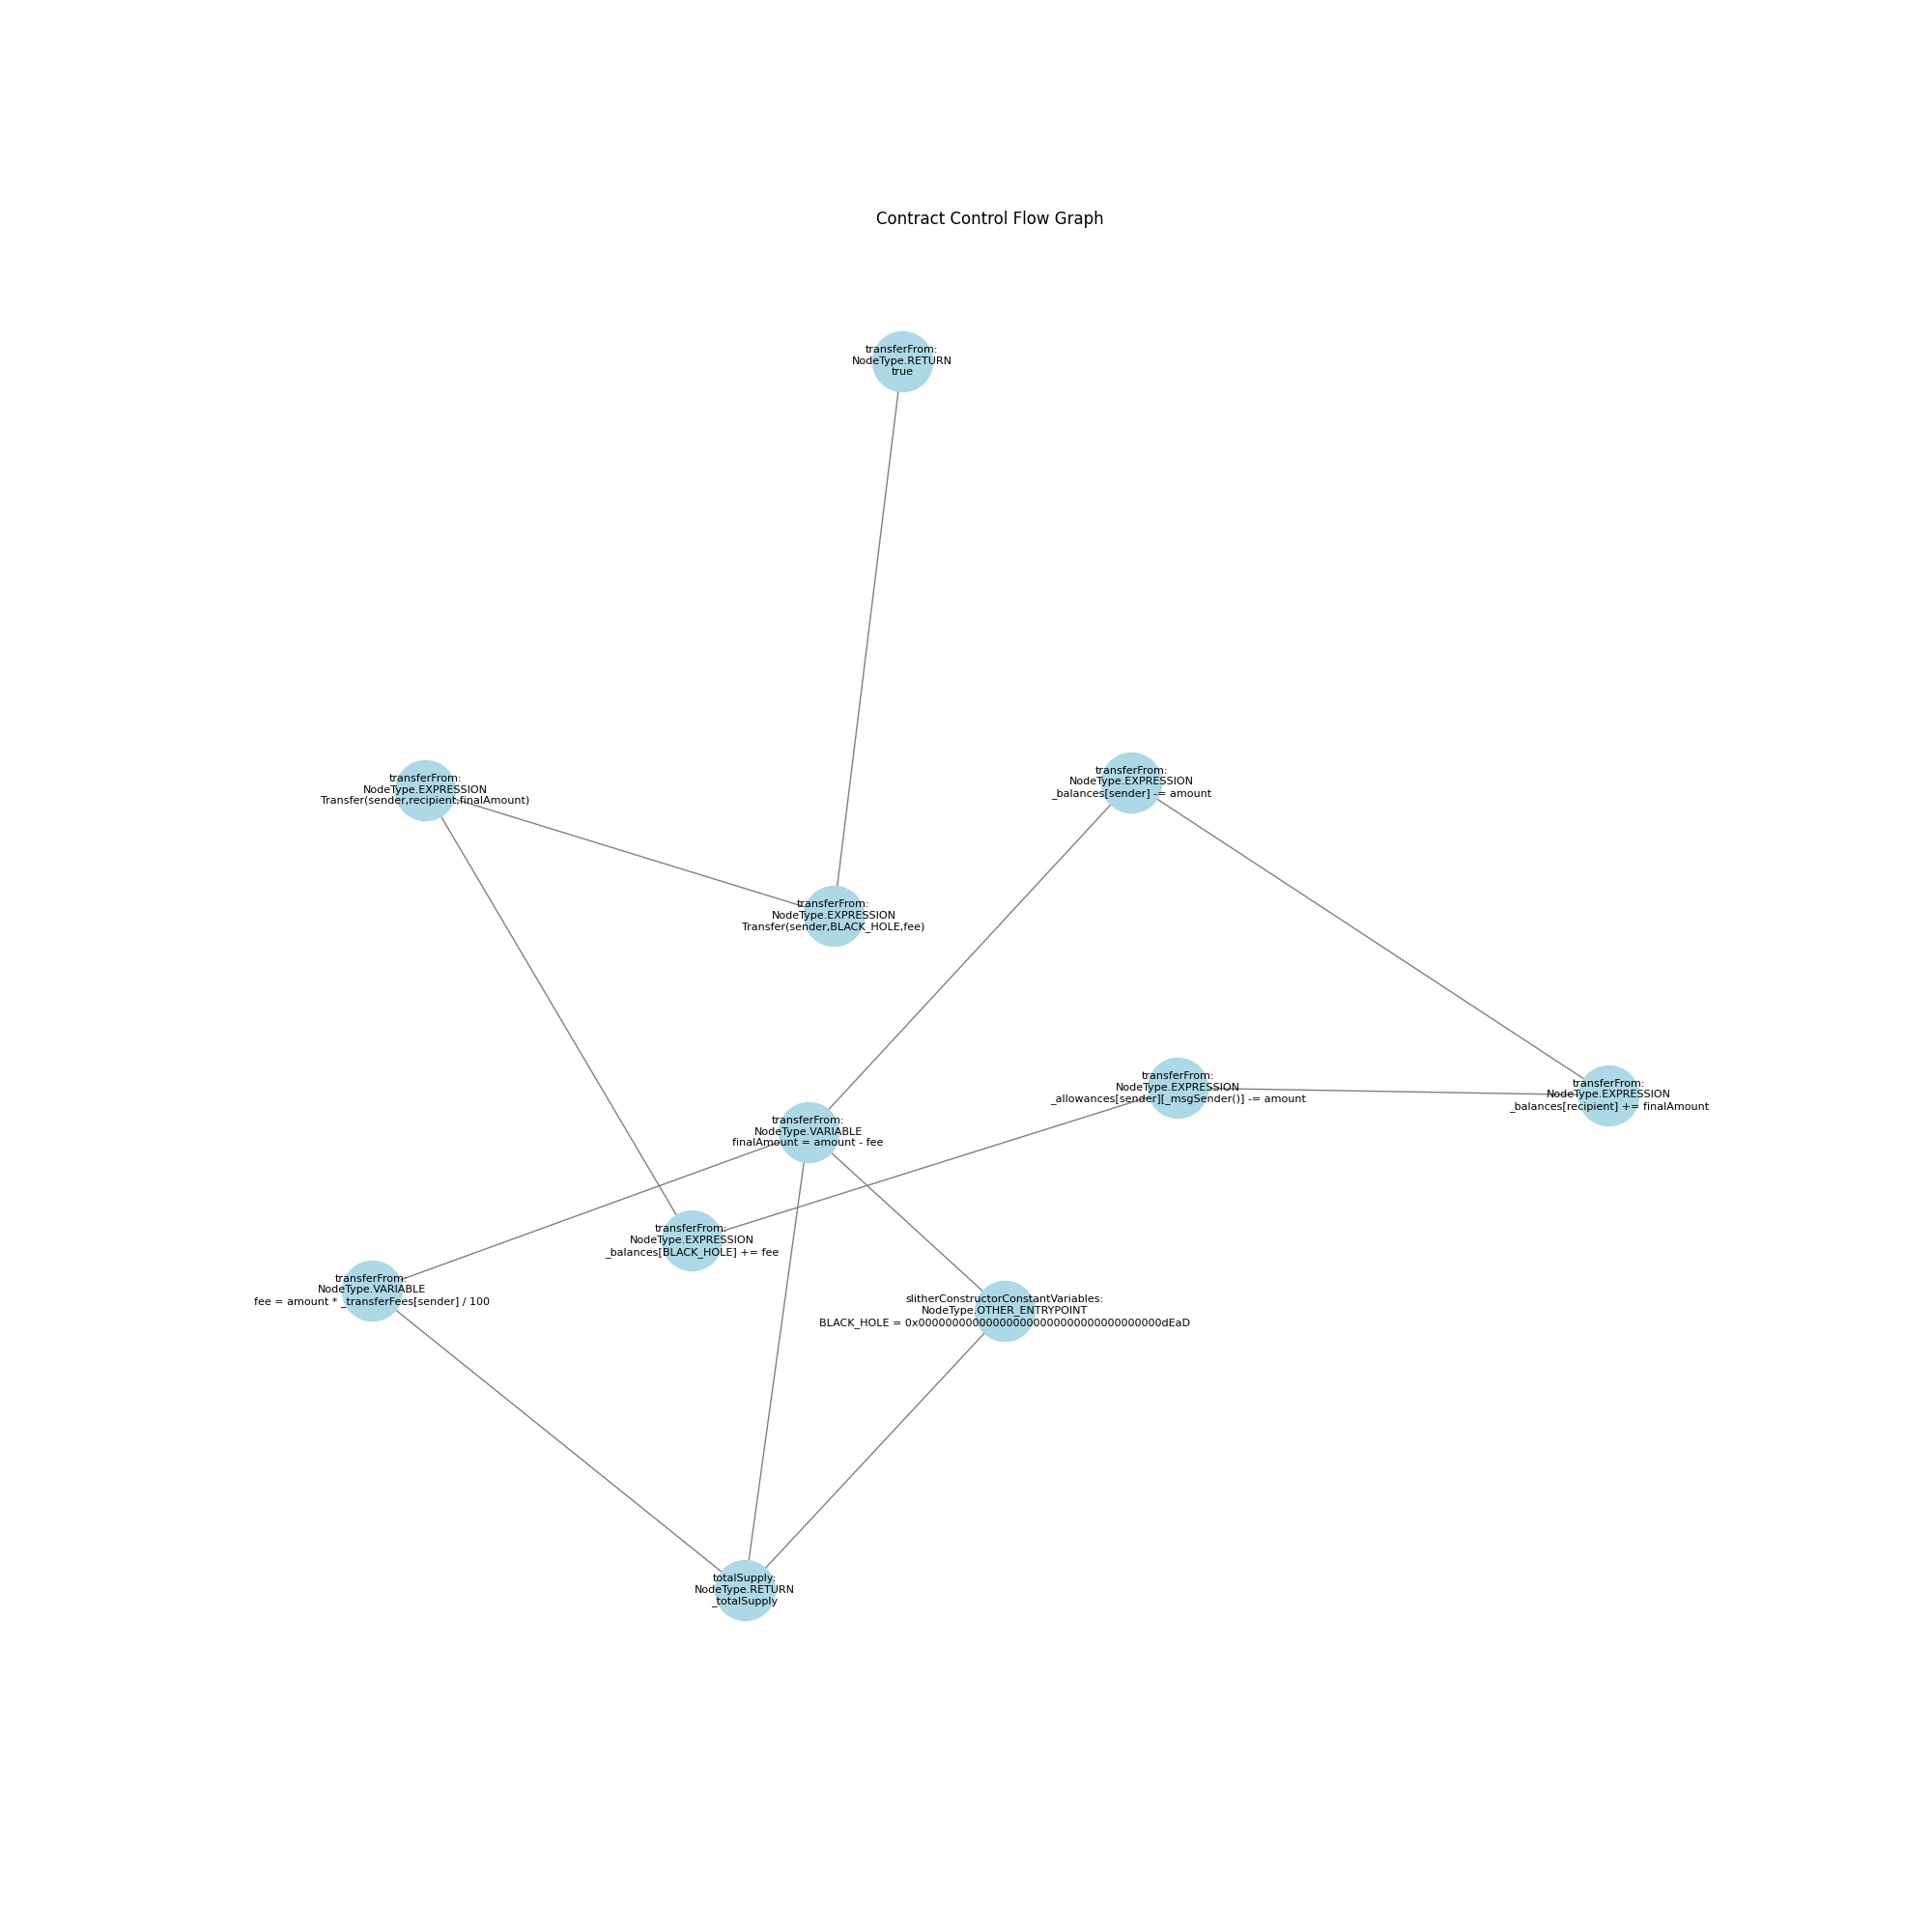 Contract Control Flow Graph
transferFrom:
NodeType.RETURN
true
transferFrom:
NodeType.EXPRESSION
Transfer(sender,recipient,finalAmount)
transferFrom:
NodeType.EXPRESSION
_balances[sender] -= amount
transferFrom:
NodeType.EXPRESSION
Transfer(sender,BLACK_HOLE,fee)
transferFrom:
NodeType.EXPRESSION
_allowances[sender][_msgSender()] -= amount
transferFrom:
NodeType.EXPRESSION
_balances[recipient] += finalAmount
transferFrom:
NodeType.VARIABLE
finalAmount = amount - fee
transferFrom:
NodeType.EXPRESSION
_balances[BLACK_HOLE] += fee
transferFrom:
NodeType.VARIABLE
fee = amount * _transferFees[sender] / 100
slitherConstructorConstantVariables:
NodeType.OTHER_ENTRYPOINT
BLACK_HOLE = 0x000000000000000000000000000000000000dEaD
totalSupply:
NodeType.RETURN
_totalSupply